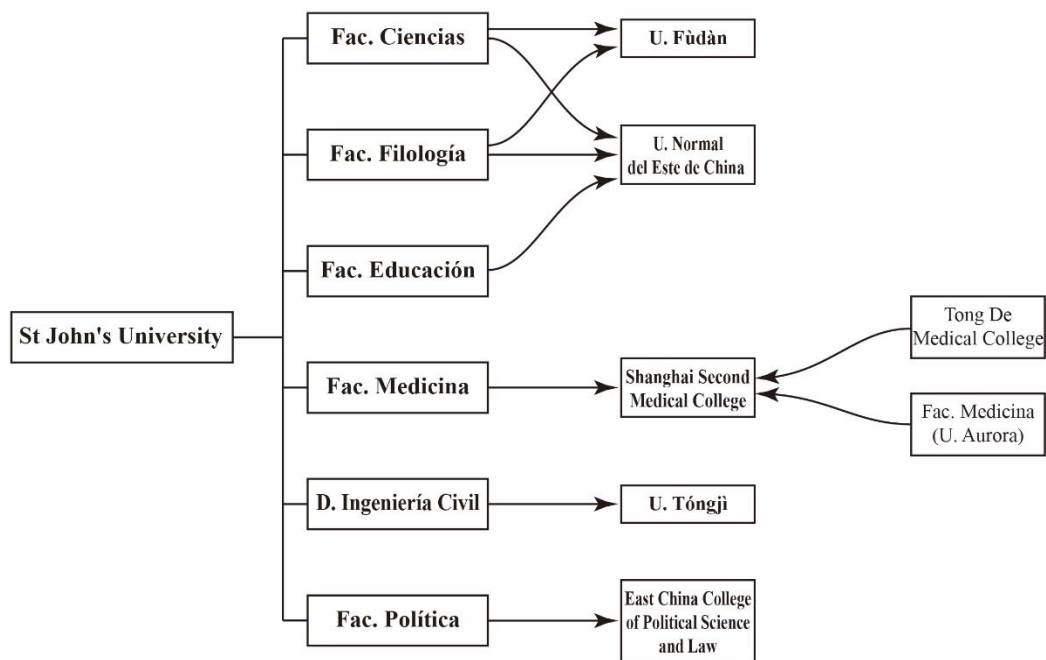 St John's University
Fac. Ciencias
Fac. Filología
Fac. Educación
Fac. Medicina
D. Ingeniería Civil
Fac. Política
U. Fùdàn
U. Normal
del Este de China
Shanghai Second
Medical College
U. Tóngjì
East China College
of Political Science
and Law
Tong De
Medical College
Fac. Medicina
(U. Aurora)